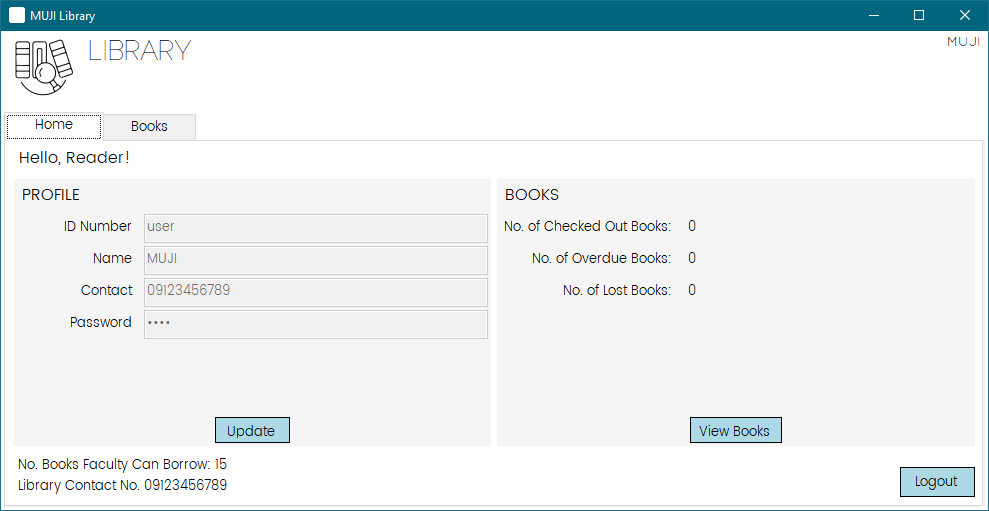 MUJI Library
LIBRARY
MUJI
Home
Books
Hello, Reader!
PROFILE
ID Number user
Name MUJI
Contact 09123456789
Password ••••
Update
BOOKS
No. of Checked Out Books: 0
No. of Overdue Books: 0
No. of Lost Books: 0
View Books
No. Books Faculty Can Borrow: 15
Library Contact No. 09123456789
Logout